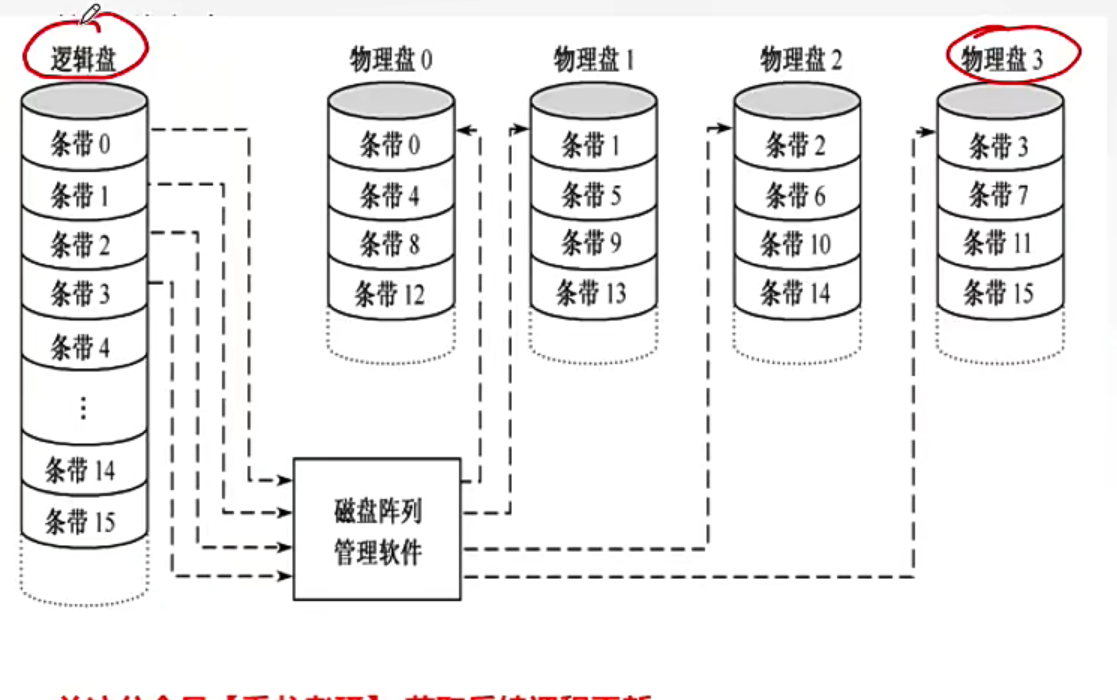 逻辑盘
物理盘 0
物理盘 1
物理盘 2
物理盘 3
条带 0
条带 1
条带 2
条带 3
条带 4
⋮
条带 14
条带 15
条带 0
条带 4
条带 8
条带 12
条带 1
条带 5
条带 9
条带 13
条带 2
条带 6
条带 10
条带 14
条带 3
条带 7
条带 11
条带 15
磁盘阵列
管理软件